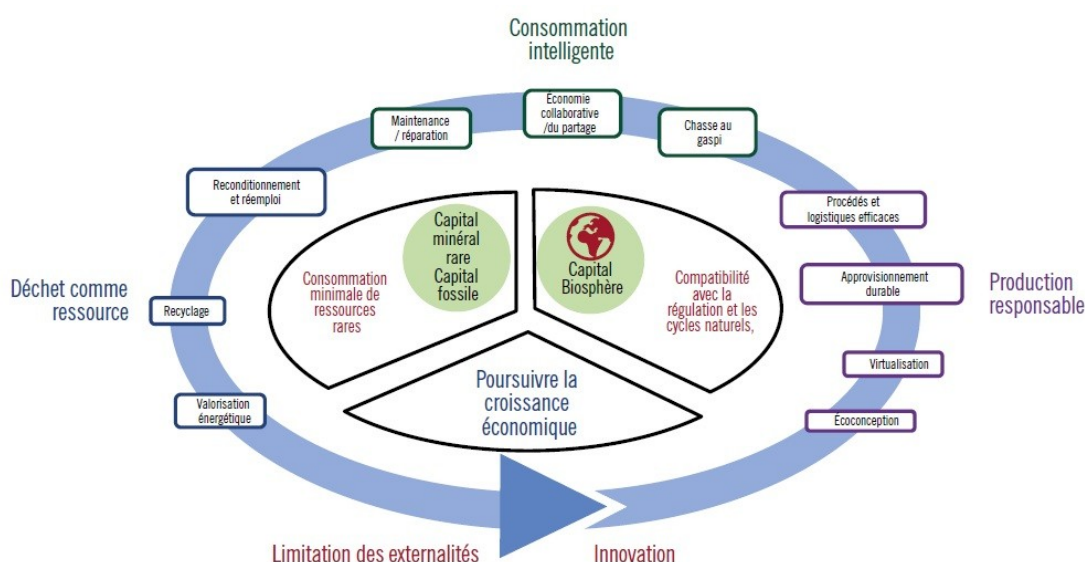 Consommation
intelligente
Économie
collaborative
/du partage
Maintenance
/ réparation
Chasse au
gaspi
Reconditionnement
et réemploi
Procédés et
logistiques efficaces
Capital
minéral
rare
Capital
fossile
Capital
Biosphère
Consommation
minimale de
ressources
rares
Compatibilité
avec la
régulation et les
cycles naturels,
Déchet comme
ressource
Recyclage
Approvisionnement
durable
Production
responsable
Virtualisation
Poursuivre la
croissance
économique
Valorisation
énergétique
Écoconception
Limitation des externalités
Innovation